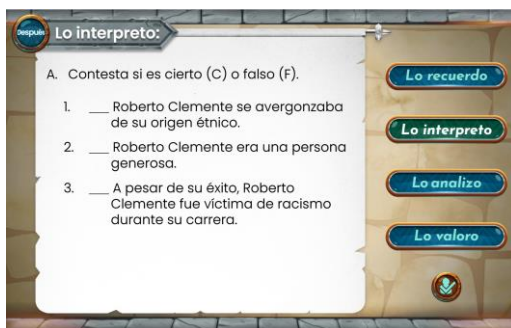 Después
Lo interpreto:
A. Contesta si es cierto (C) o falso (F).
1. ___ Roberto Clemente se avergonzaba
de su origen étnico.
2. ___ Roberto Clemente era una persona
generosa.
3. ___ A pesar de su éxito, Roberto
Clemente fue víctima de racismo
durante su carrera.
Lo recuerdo
Lo interpreto
Lo analizo
Lo valoro